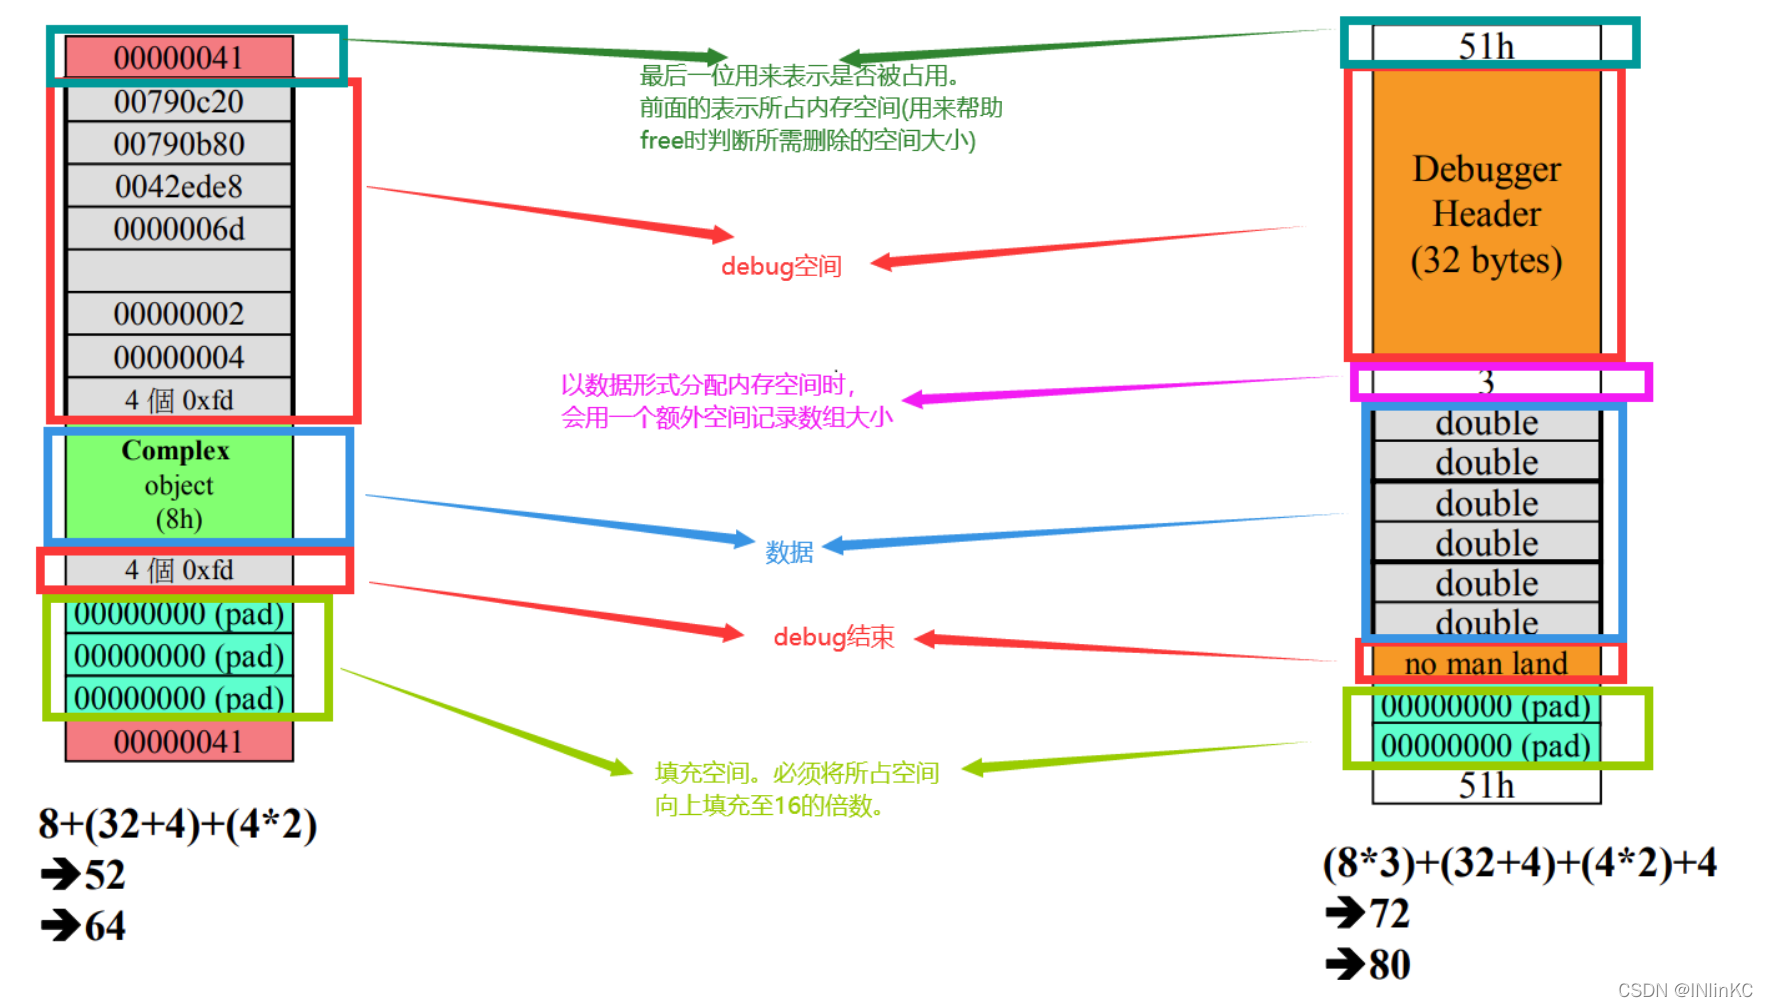 00000041
00790c20
00790b80
0042ede8
0000006d
00000002
00000004
4 個 0xfd
Complex
object
(8h)
4 個 0xfd
00000000 (pad)
00000000 (pad)
00000000 (pad)
00000041
8+(32+4)+(4*2)
➔52
➔64
最后一位用来表示是否被占用。
前面的表示所占内存空间(用来帮助
free时判断所需删除的空间大小)
debug空间
以数据形式分配内存空间时，
会用一个额外空间记录数组大小
数据
debug结束
填充空间。必须将所占空间
向上填充至16的倍数。
51h
Debugger
Header
(32 bytes)
3
double
double
double
double
double
double
no man land
00000000 (pad)
00000000 (pad)
51h
(8*3)+(32+4)+(4*2)+4
➔72
➔80
CSDN @INlinKC